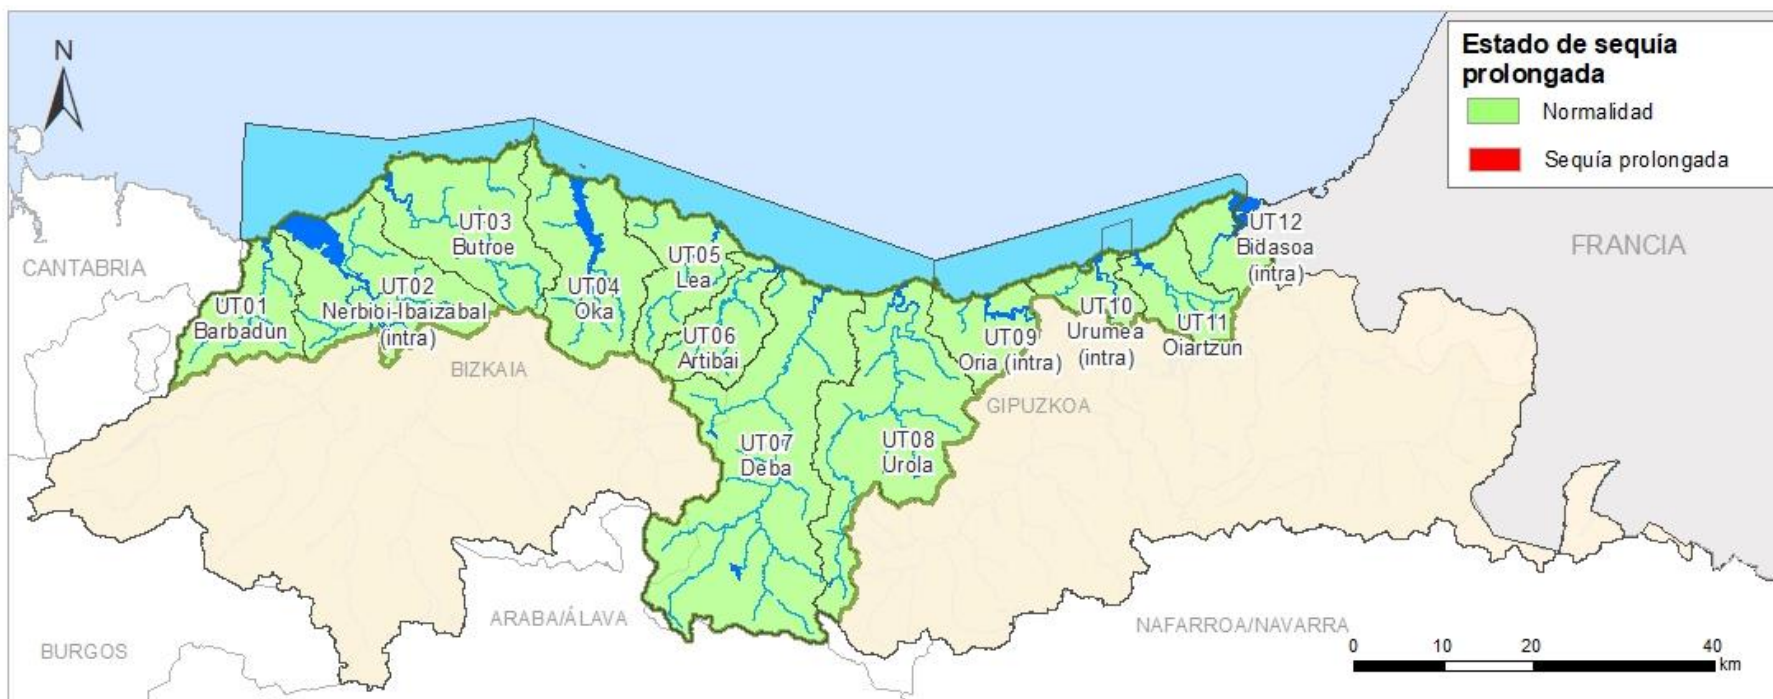 Estado de sequía
prolongada
Normalidad
Sequía prolongada
N
FRANCIA
CANTABRIA
UT01
Barbadun
UT02
Nerbioi-Ibaizabal
(intra)
UT03
Butroe
UT04
Oka
UT05
Lea
UT06
Artibai
UT07
Deba
UT08
Urola
UT09
Oria (intra)
UT10
Urumea
(intra)
UT11
Oiartzun
UT12
Bidasoa
(intra)
BIZKAIA
GIPUZKOA
ARABA/ÁLAVA
NAFARROA/NAVARRA
BURGOS
0 10 20 40
km